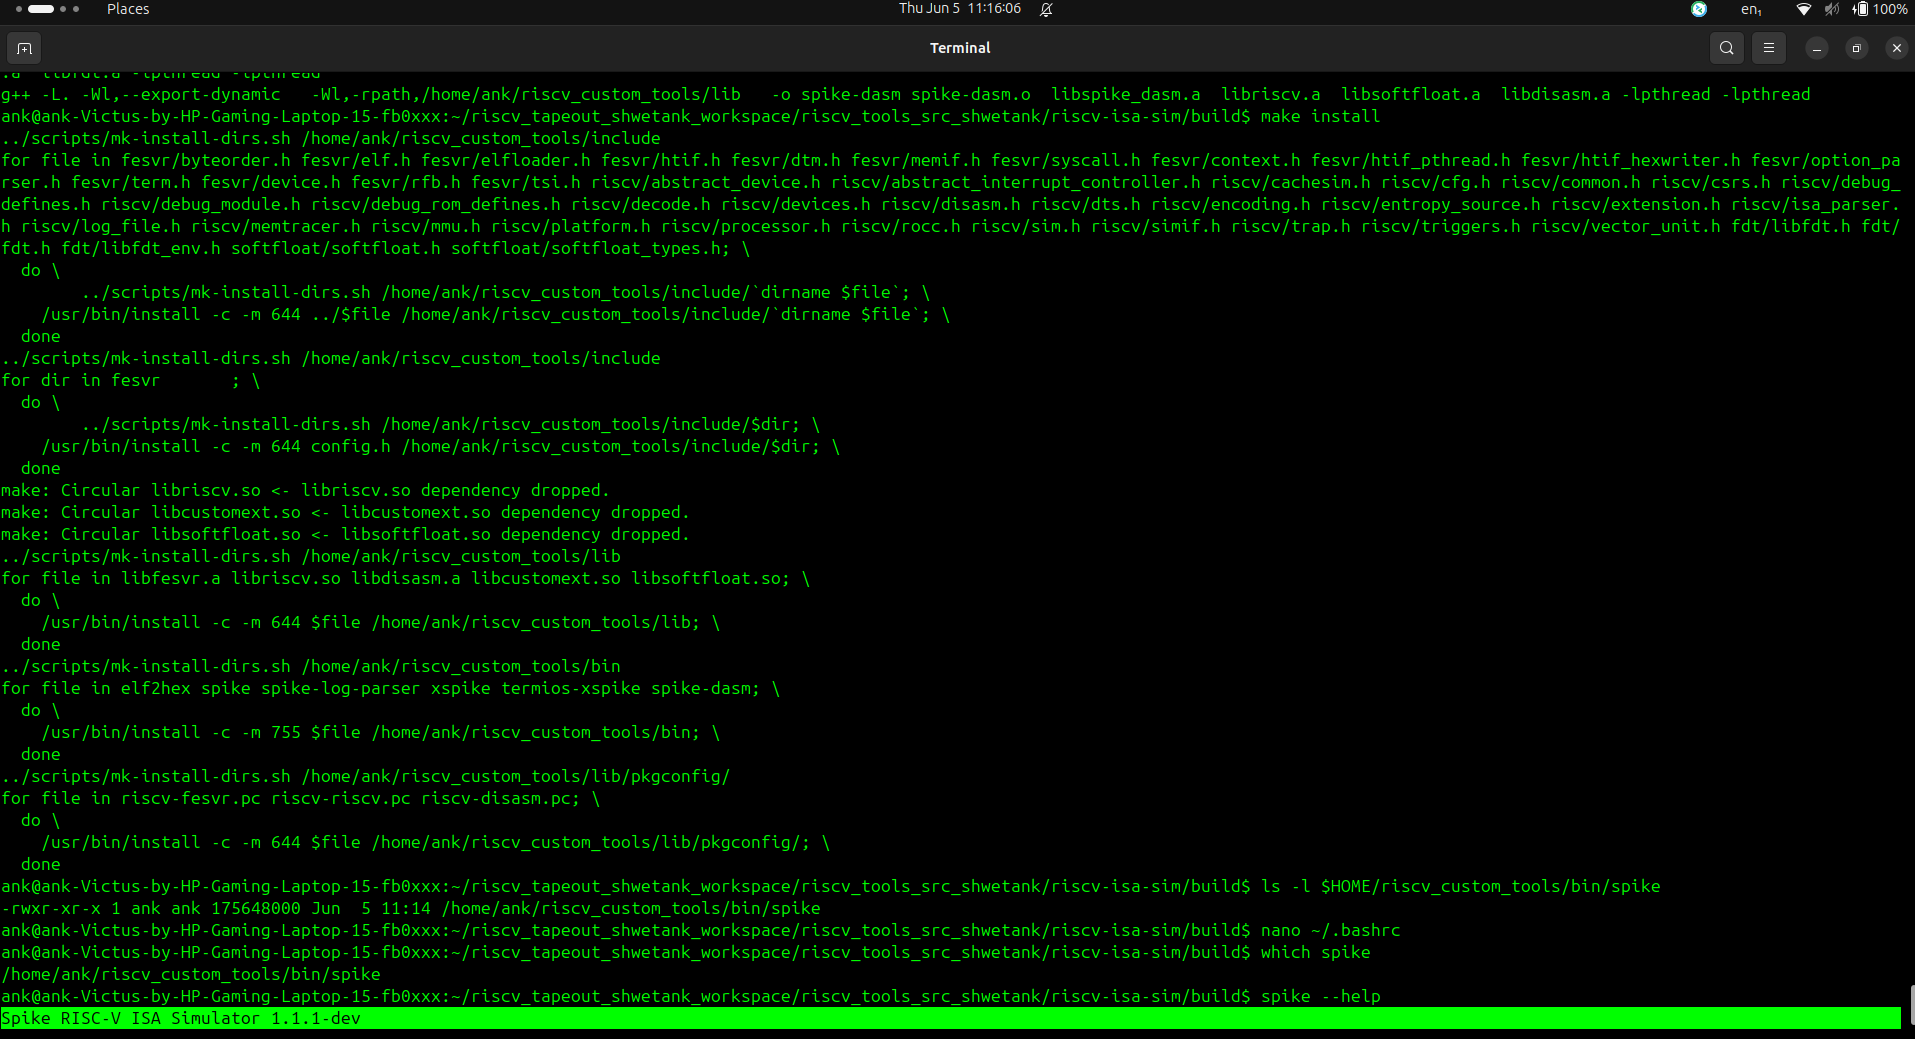 Places
Thu Jun 5 11:16:06
en₁
100%
Terminal
.a libfdt.a -lpthread -lpthread
g++ -L. -Wl,--export-dynamic   -Wl,-rpath,/home/ank/riscv_custom_tools/lib   -o spike-dasm spike-dasm.o  libspike_dasm.a  libriscv.a  libsoftfloat.a  libdisasm.a -lpthread -lpthread
ank@ank-Victus-by-HP-Gaming-Laptop-15-fb0xxx:~/riscv_tapeout_shwetank_workspace/riscv_tools_src_shwetank/riscv-isa-sim/build$ make install
../scripts/mk-install-dirs.sh /home/ank/riscv_custom_tools/include
for file in fesvr/byteorder.h fesvr/elf.h fesvr/elfloader.h fesvr/htif.h fesvr/dtm.h fesvr/memif.h fesvr/syscall.h fesvr/context.h fesvr/htif_pthread.h fesvr/htif_hexwriter.h fesvr/option_pa
rser.h fesvr/term.h fesvr/device.h fesvr/rfb.h fesvr/tsi.h riscv/abstract_device.h riscv/abstract_interrupt_controller.h riscv/cachesim.h riscv/cfg.h riscv/common.h riscv/csrs.h riscv/debug_
defines.h riscv/debug_module.h riscv/debug_rom_defines.h riscv/decode.h riscv/devices.h riscv/disasm.h riscv/dts.h riscv/encoding.h riscv/entropy_source.h riscv/extension.h riscv/isa_parser.
h riscv/log_file.h riscv/memtracer.h riscv/mmu.h riscv/platform.h riscv/processor.h riscv/rocc.h riscv/sim.h riscv/simif.h riscv/trap.h riscv/triggers.h riscv/vector_unit.h fdt/libfdt.h fdt/
fdt.h fdt/libfdt_env.h softfloat/softfloat.h softfloat/softfloat_types.h; \
  do \
        ../scripts/mk-install-dirs.sh /home/ank/riscv_custom_tools/include/`dirname $file`; \
    /usr/bin/install -c -m 644 ../$file /home/ank/riscv_custom_tools/include/`dirname $file`; \
  done
../scripts/mk-install-dirs.sh /home/ank/riscv_custom_tools/include
for dir in fesvr       ; \
  do \
        ../scripts/mk-install-dirs.sh /home/ank/riscv_custom_tools/include/$dir; \
    /usr/bin/install -c -m 644 config.h /home/ank/riscv_custom_tools/include/$dir; \
  done
make: Circular libriscv.so <- libriscv.so dependency dropped.
make: Circular libcustomext.so <- libcustomext.so dependency dropped.
make: Circular libsoftfloat.so <- libsoftfloat.so dependency dropped.
../scripts/mk-install-dirs.sh /home/ank/riscv_custom_tools/lib
for file in libfesvr.a libriscv.so libdisasm.a libcustomext.so libsoftfloat.so; \
  do \
    /usr/bin/install -c -m 644 $file /home/ank/riscv_custom_tools/lib; \
  done
../scripts/mk-install-dirs.sh /home/ank/riscv_custom_tools/bin
for file in elf2hex spike spike-log-parser xspike termios-xspike spike-dasm; \
  do \
    /usr/bin/install -c -m 755 $file /home/ank/riscv_custom_tools/bin; \
  done
../scripts/mk-install-dirs.sh /home/ank/riscv_custom_tools/lib/pkgconfig/
for file in riscv-fesvr.pc riscv-riscv.pc riscv-disasm.pc; \
  do \
    /usr/bin/install -c -m 644 $file /home/ank/riscv_custom_tools/lib/pkgconfig/; \
  done
ank@ank-Victus-by-HP-Gaming-Laptop-15-fb0xxx:~/riscv_tapeout_shwetank_workspace/riscv_tools_src_shwetank/riscv-isa-sim/build$ ls -l $HOME/riscv_custom_tools/bin/spike
-rwxr-xr-x 1 ank ank 175648000 Jun  5 11:14 /home/ank/riscv_custom_tools/bin/spike
ank@ank-Victus-by-HP-Gaming-Laptop-15-fb0xxx:~/riscv_tapeout_shwetank_workspace/riscv_tools_src_shwetank/riscv-isa-sim/build$ nano ~/.bashrc
ank@ank-Victus-by-HP-Gaming-Laptop-15-fb0xxx:~/riscv_tapeout_shwetank_workspace/riscv_tools_src_shwetank/riscv-isa-sim/build$ which spike
/home/ank/riscv_custom_tools/bin/spike
ank@ank-Victus-by-HP-Gaming-Laptop-15-fb0xxx:~/riscv_tapeout_shwetank_workspace/riscv_tools_src_shwetank/riscv-isa-sim/build$ spike --help
Spike RISC-V ISA Simulator 1.1.1-dev